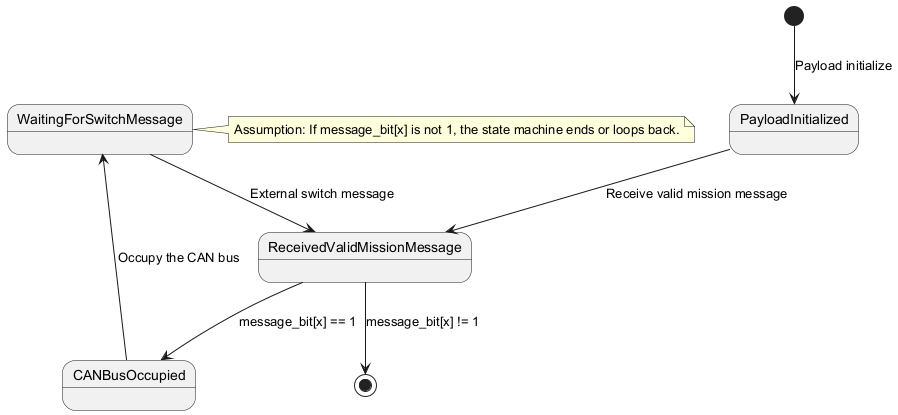 Payload initialize
WaitingForSwitchMessage
Assumption: If message_bit[x] is not 1, the state machine ends or loops back.
PayloadInitialized
External switch message
Receive valid mission message
ReceivedValidMissionMessage
Occupy the CAN bus
message_bit[x] == 1
message_bit[x] != 1
CANBusOccupied